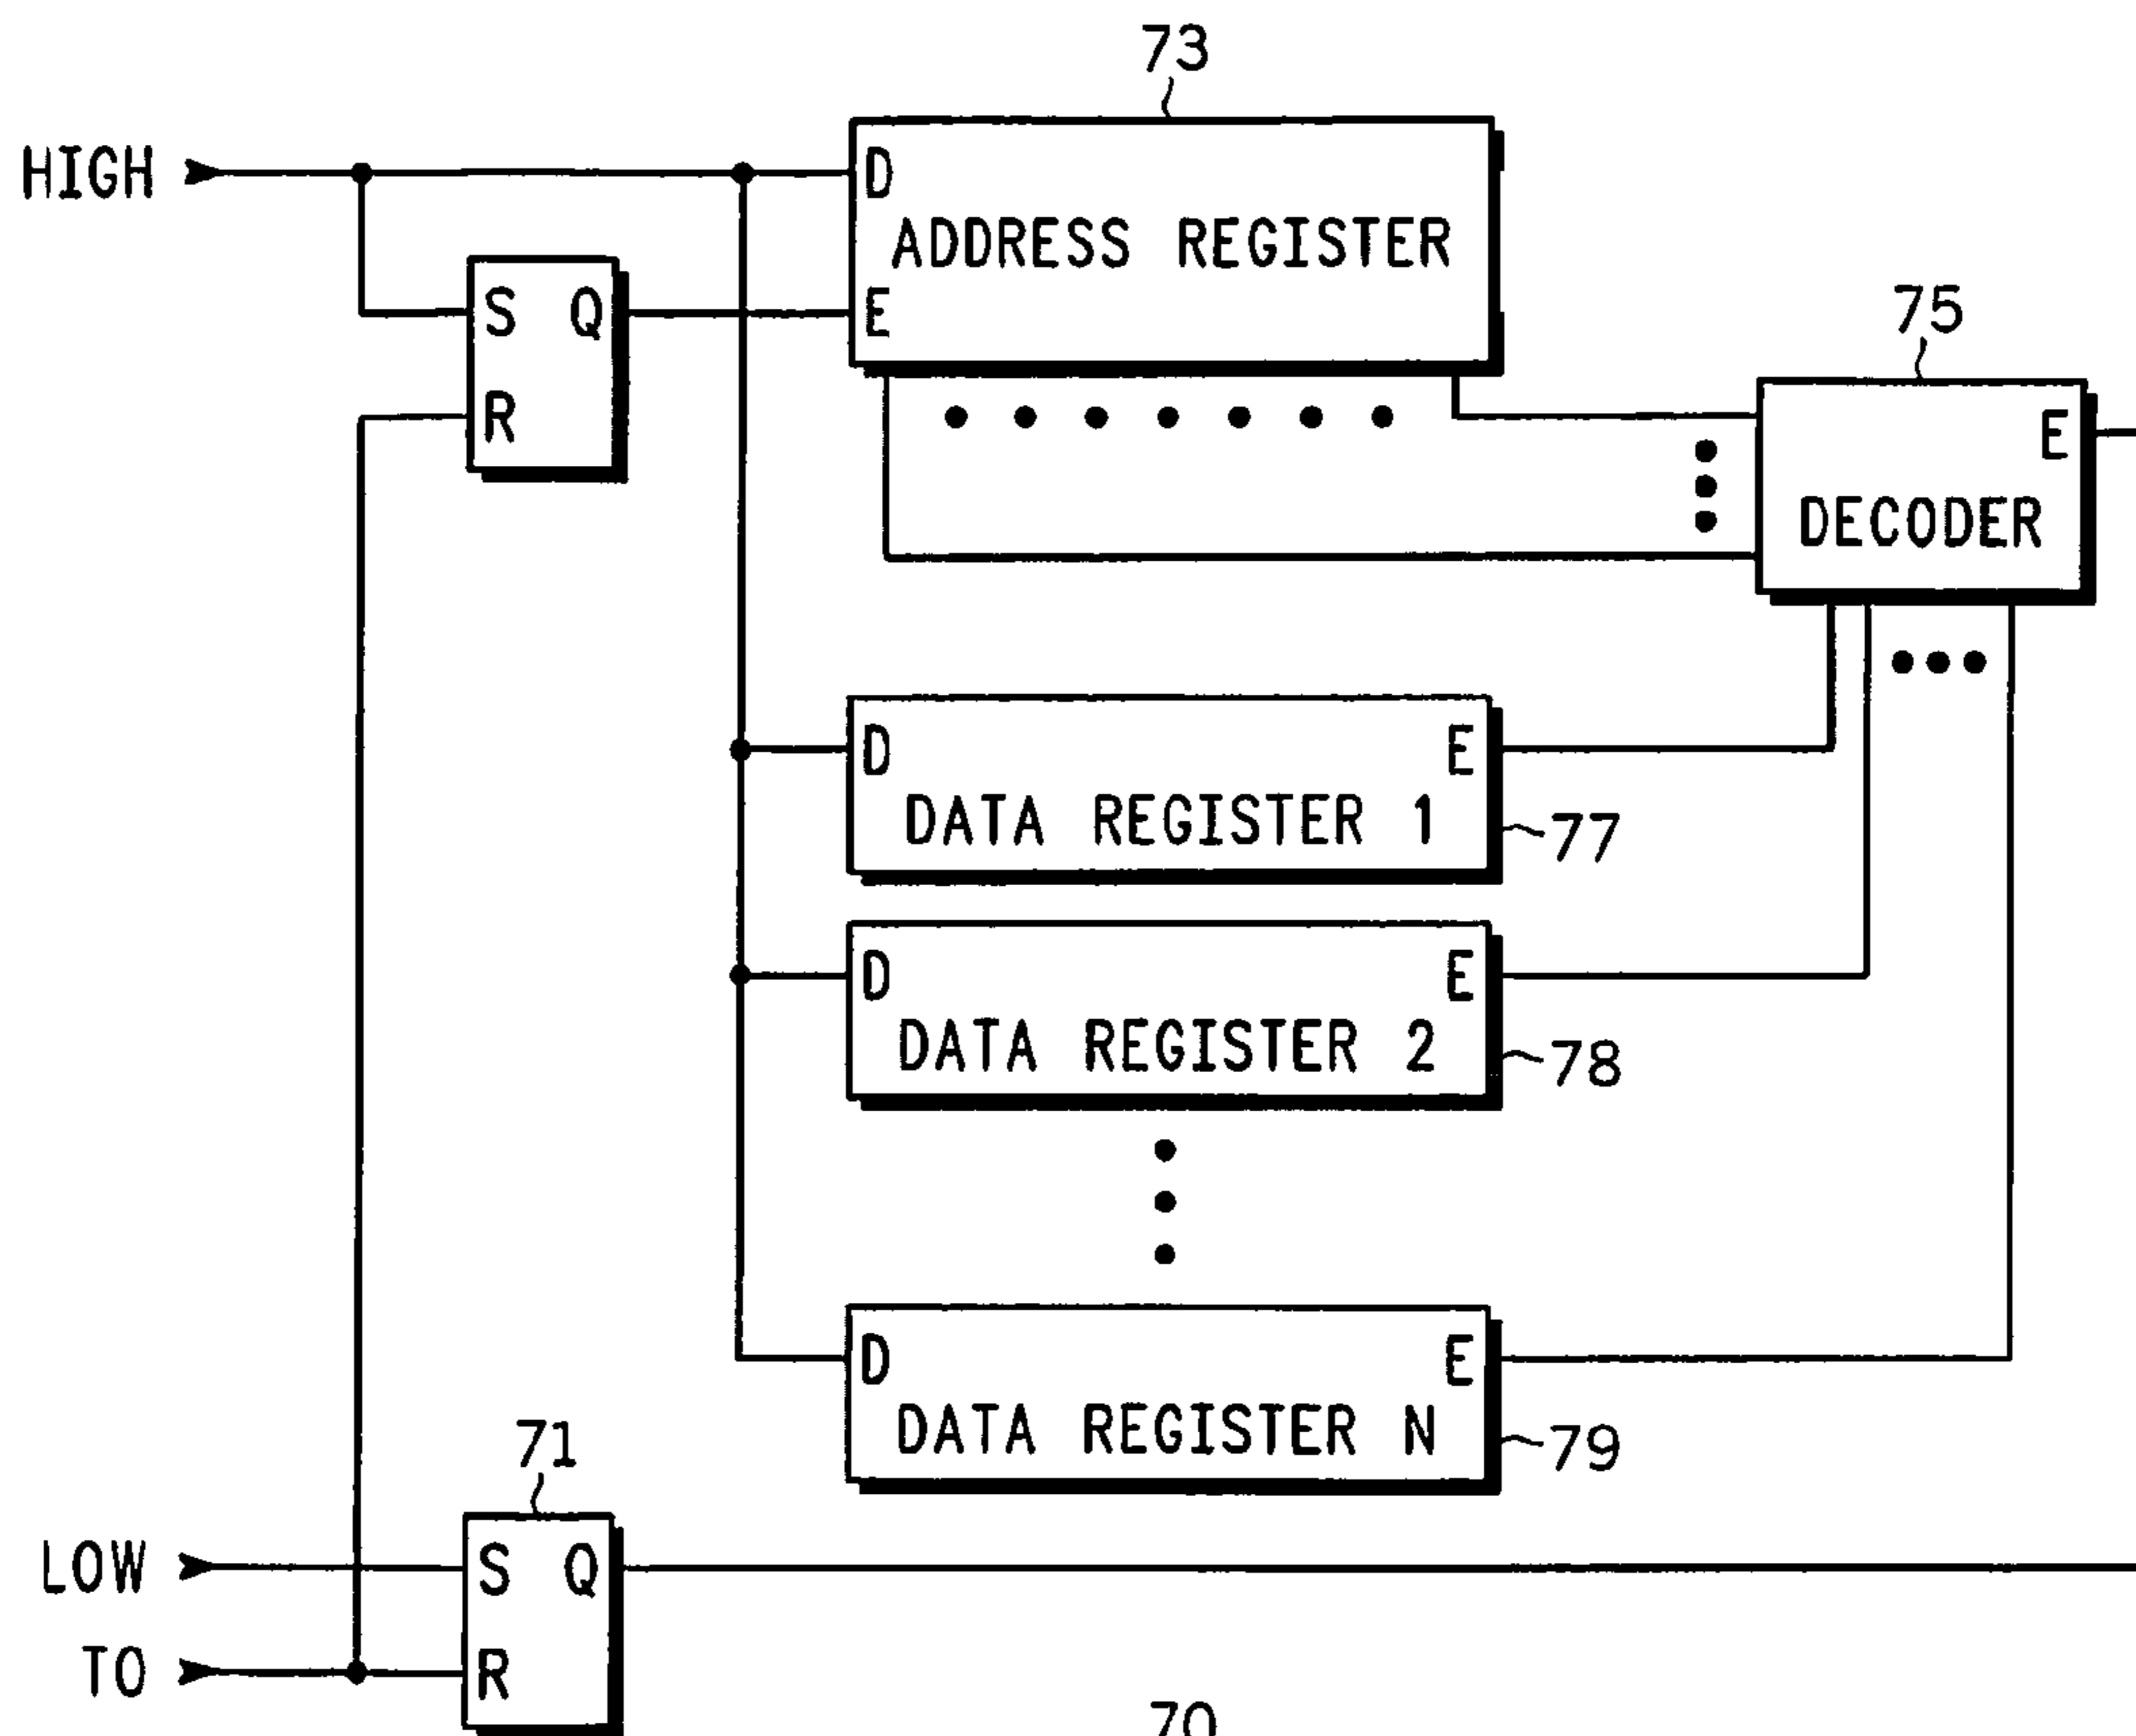 73
HIGH
D
ADDRESS REGISTER
E
S Q
R
75
E
DECODER
D E
DATA REGISTER 1
77
D E
DATA REGISTER 2
78
D E
DATA REGISTER N
79
71
LOW
S Q
TO
R
70